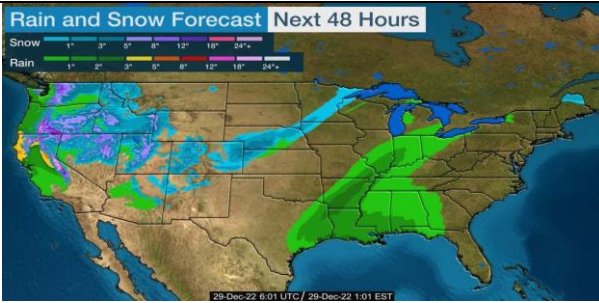 Rain and Snow Forecast Next 48 Hours
Snow
1" 3" 5" 8" 12" 18" 24"+
Rain
1" 2" 3" 5" 8" 12" 18" 24"+
29-Dec-22 6:01 UTC/ 29-Dec-22 1:01 EST